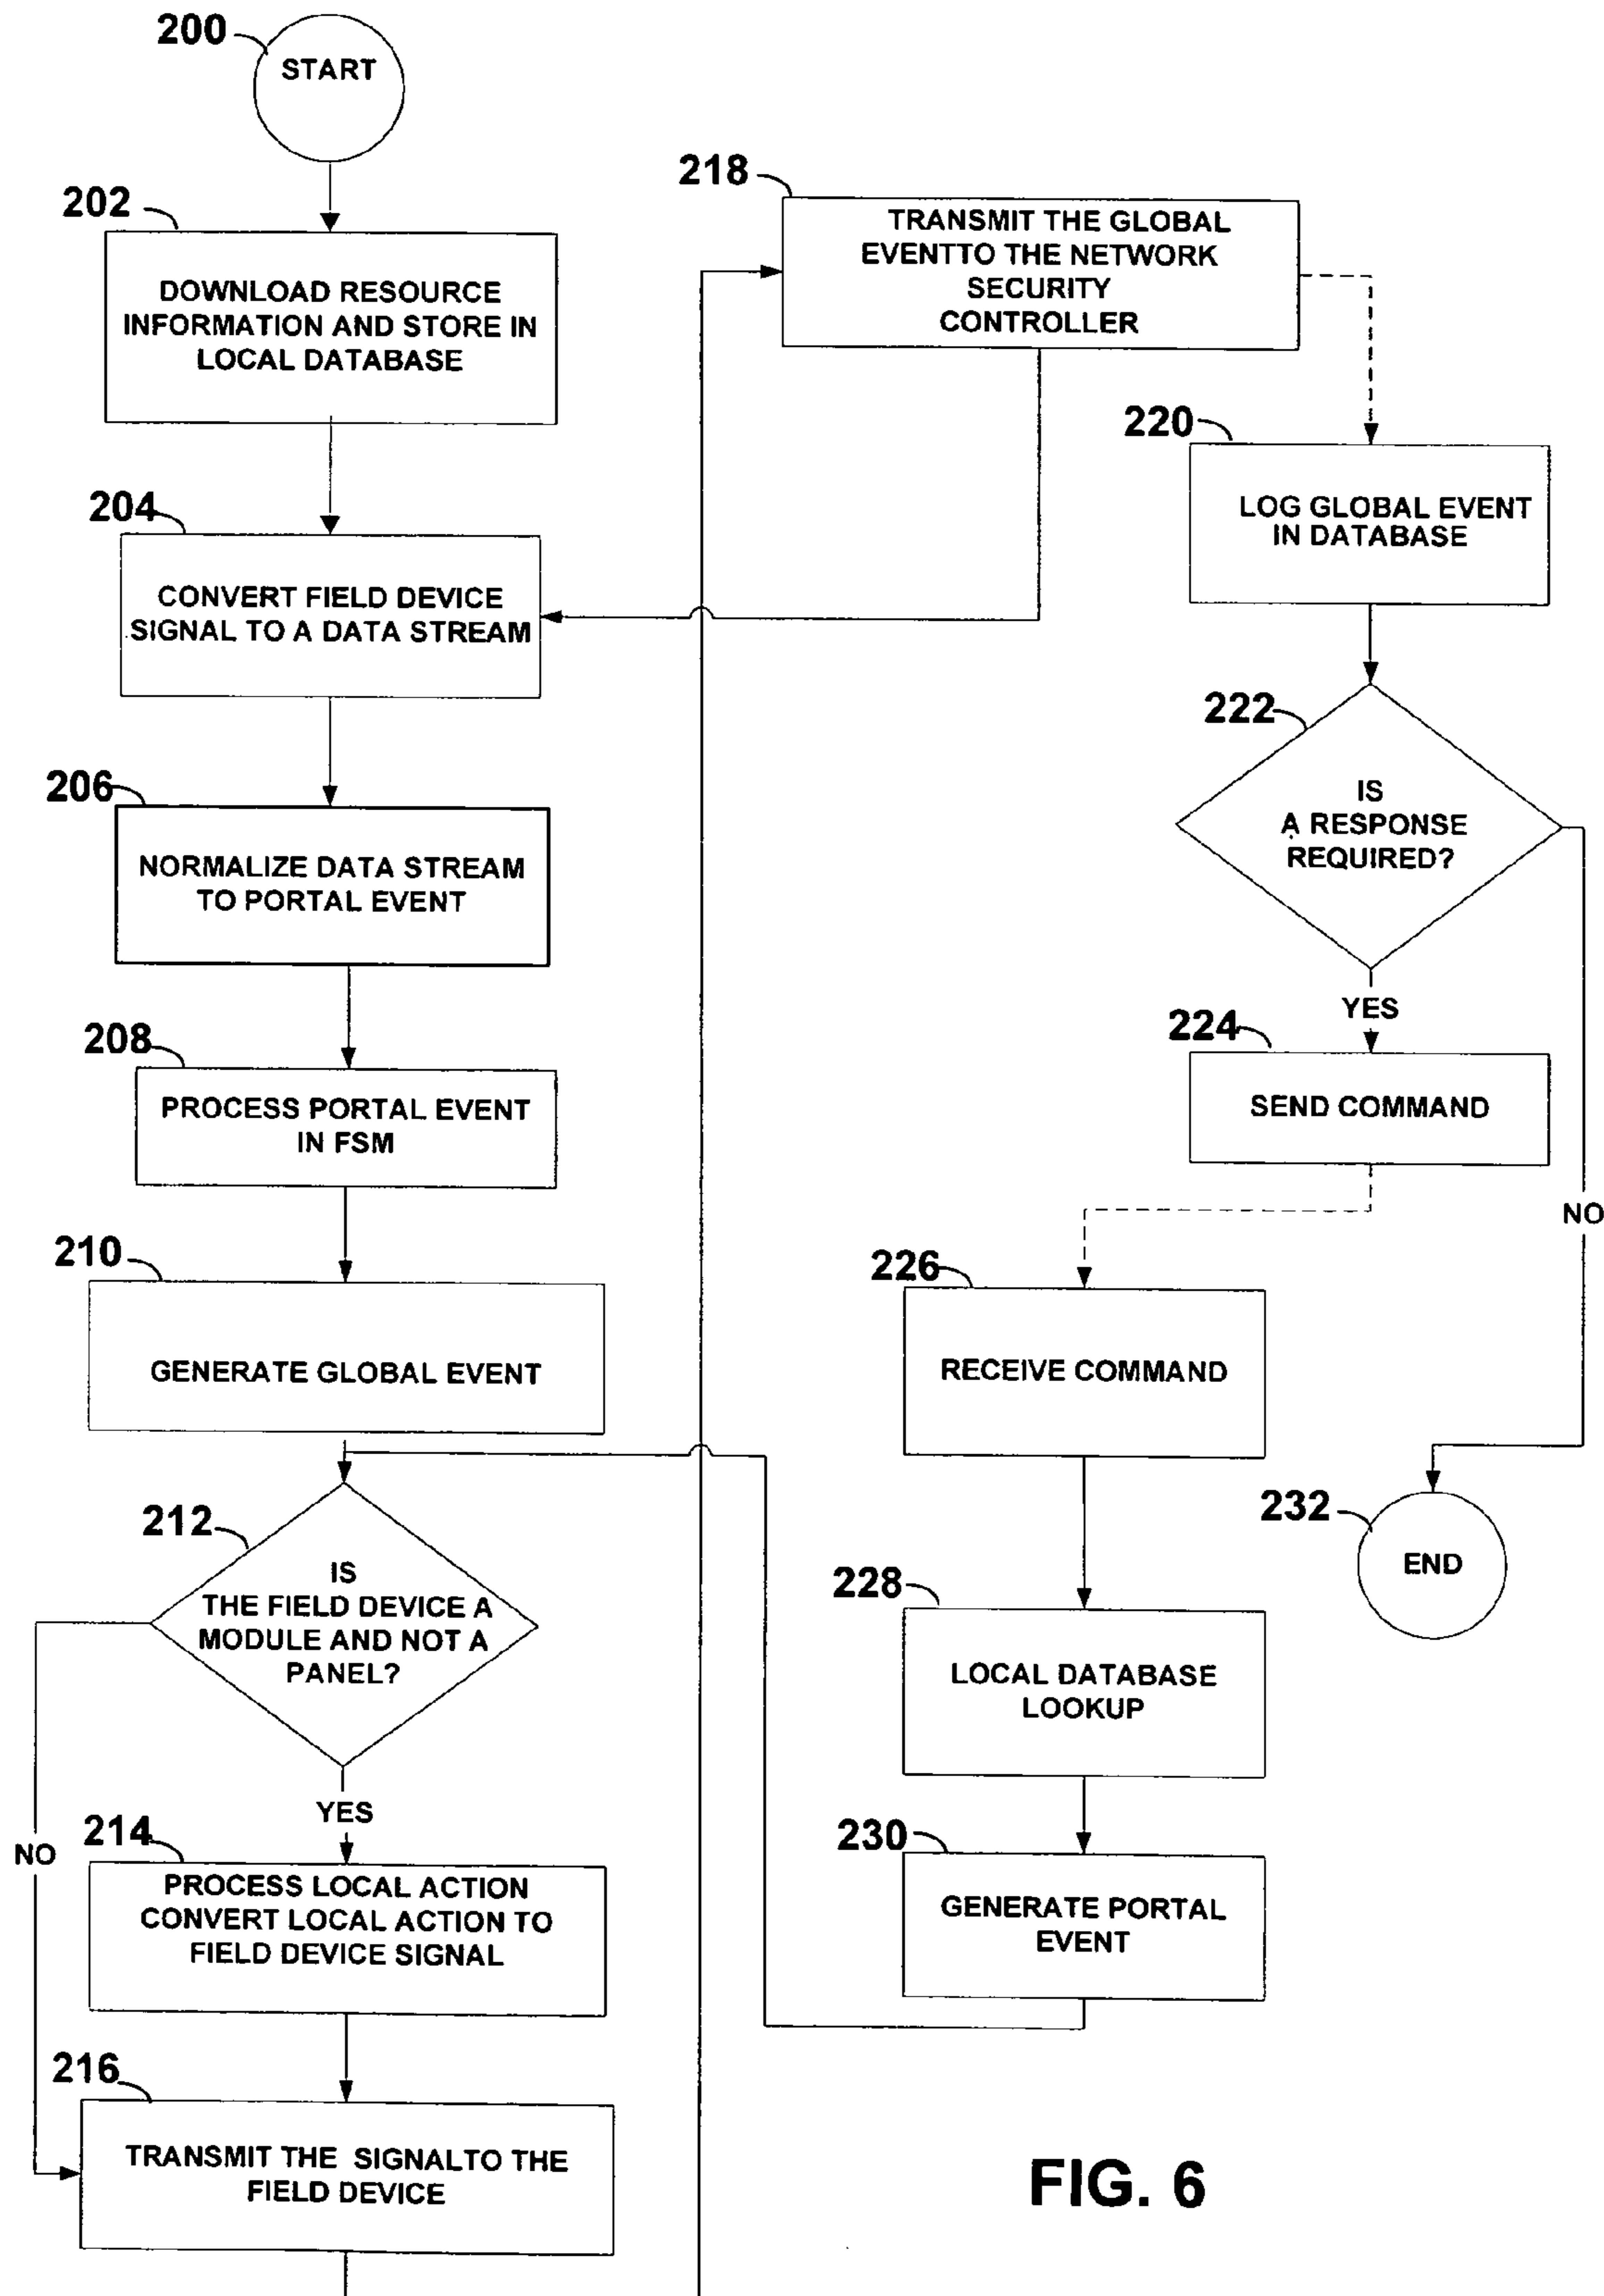 200
START
202
DOWNLOAD RESOURCE
INFORMATION AND STORE IN
LOCAL DATABASE
204
CONVERT FIELD DEVICE
SIGNAL TO A DATA STREAM
206
NORMALIZE DATA STREAM
TO PORTAL EVENT
208
PROCESS PORTAL EVENT
IN FSM
210
GENERATE GLOBAL EVENT
212
IS
THE FIELD DEVICE A
MODULE AND NOT A
PANEL?
YES
NO
214
PROCESS LOCAL ACTION
CONVERT LOCAL ACTION TO
FIELD DEVICE SIGNAL
216
TRANSMIT THE SIGNALTO THE
FIELD DEVICE
218
TRANSMIT THE GLOBAL
EVENTTO THE NETWORK
SECURITY
CONTROLLER
220
LOG GLOBAL EVENT
IN DATABASE
222
IS
A RESPONSE
REQUIRED?
YES
NO
224
SEND COMMAND
226
RECEIVE COMMAND
228
LOCAL DATABASE
LOOKUP
230
GENERATE PORTAL
EVENT
232
END
FIG. 6